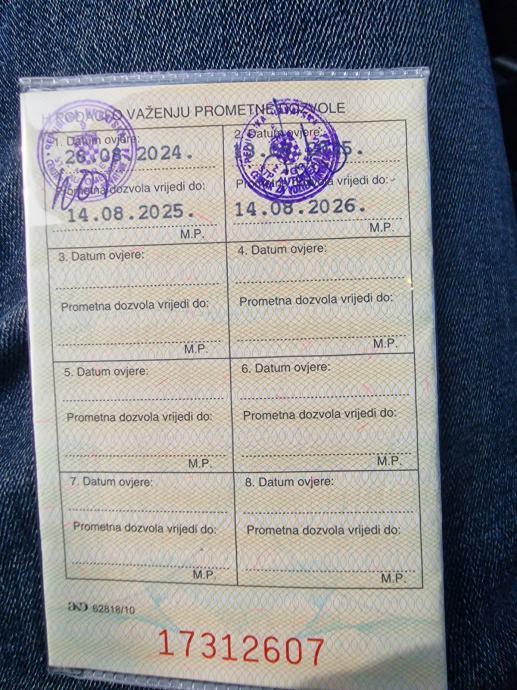 O VAŽENJU PROMETNE DOZVOLE
1. Datum ovjere:
28.08.2024.
Prometna dozvola vrijedi do:
14.08.2025.
M.P.
2. Datum ovjere:
Prometna dozvola vrijedi do:
14.08.2026.
M.P.
3. Datum ovjere:
Prometna dozvola vrijedi do:
M.P.
4. Datum ovjere:
Prometna dozvola vrijedi do:
M.P.
5. Datum ovjere:
Prometna dozvola vrijedi do:
M.P.
6. Datum ovjere:
Prometna dozvola vrijedi do:
M.P.
7. Datum ovjere:
Prometna dozvola vrijedi do:
M.P.
8. Datum ovjere:
Prometna dozvola vrijedi do:
M.P.
62818/10
17312607